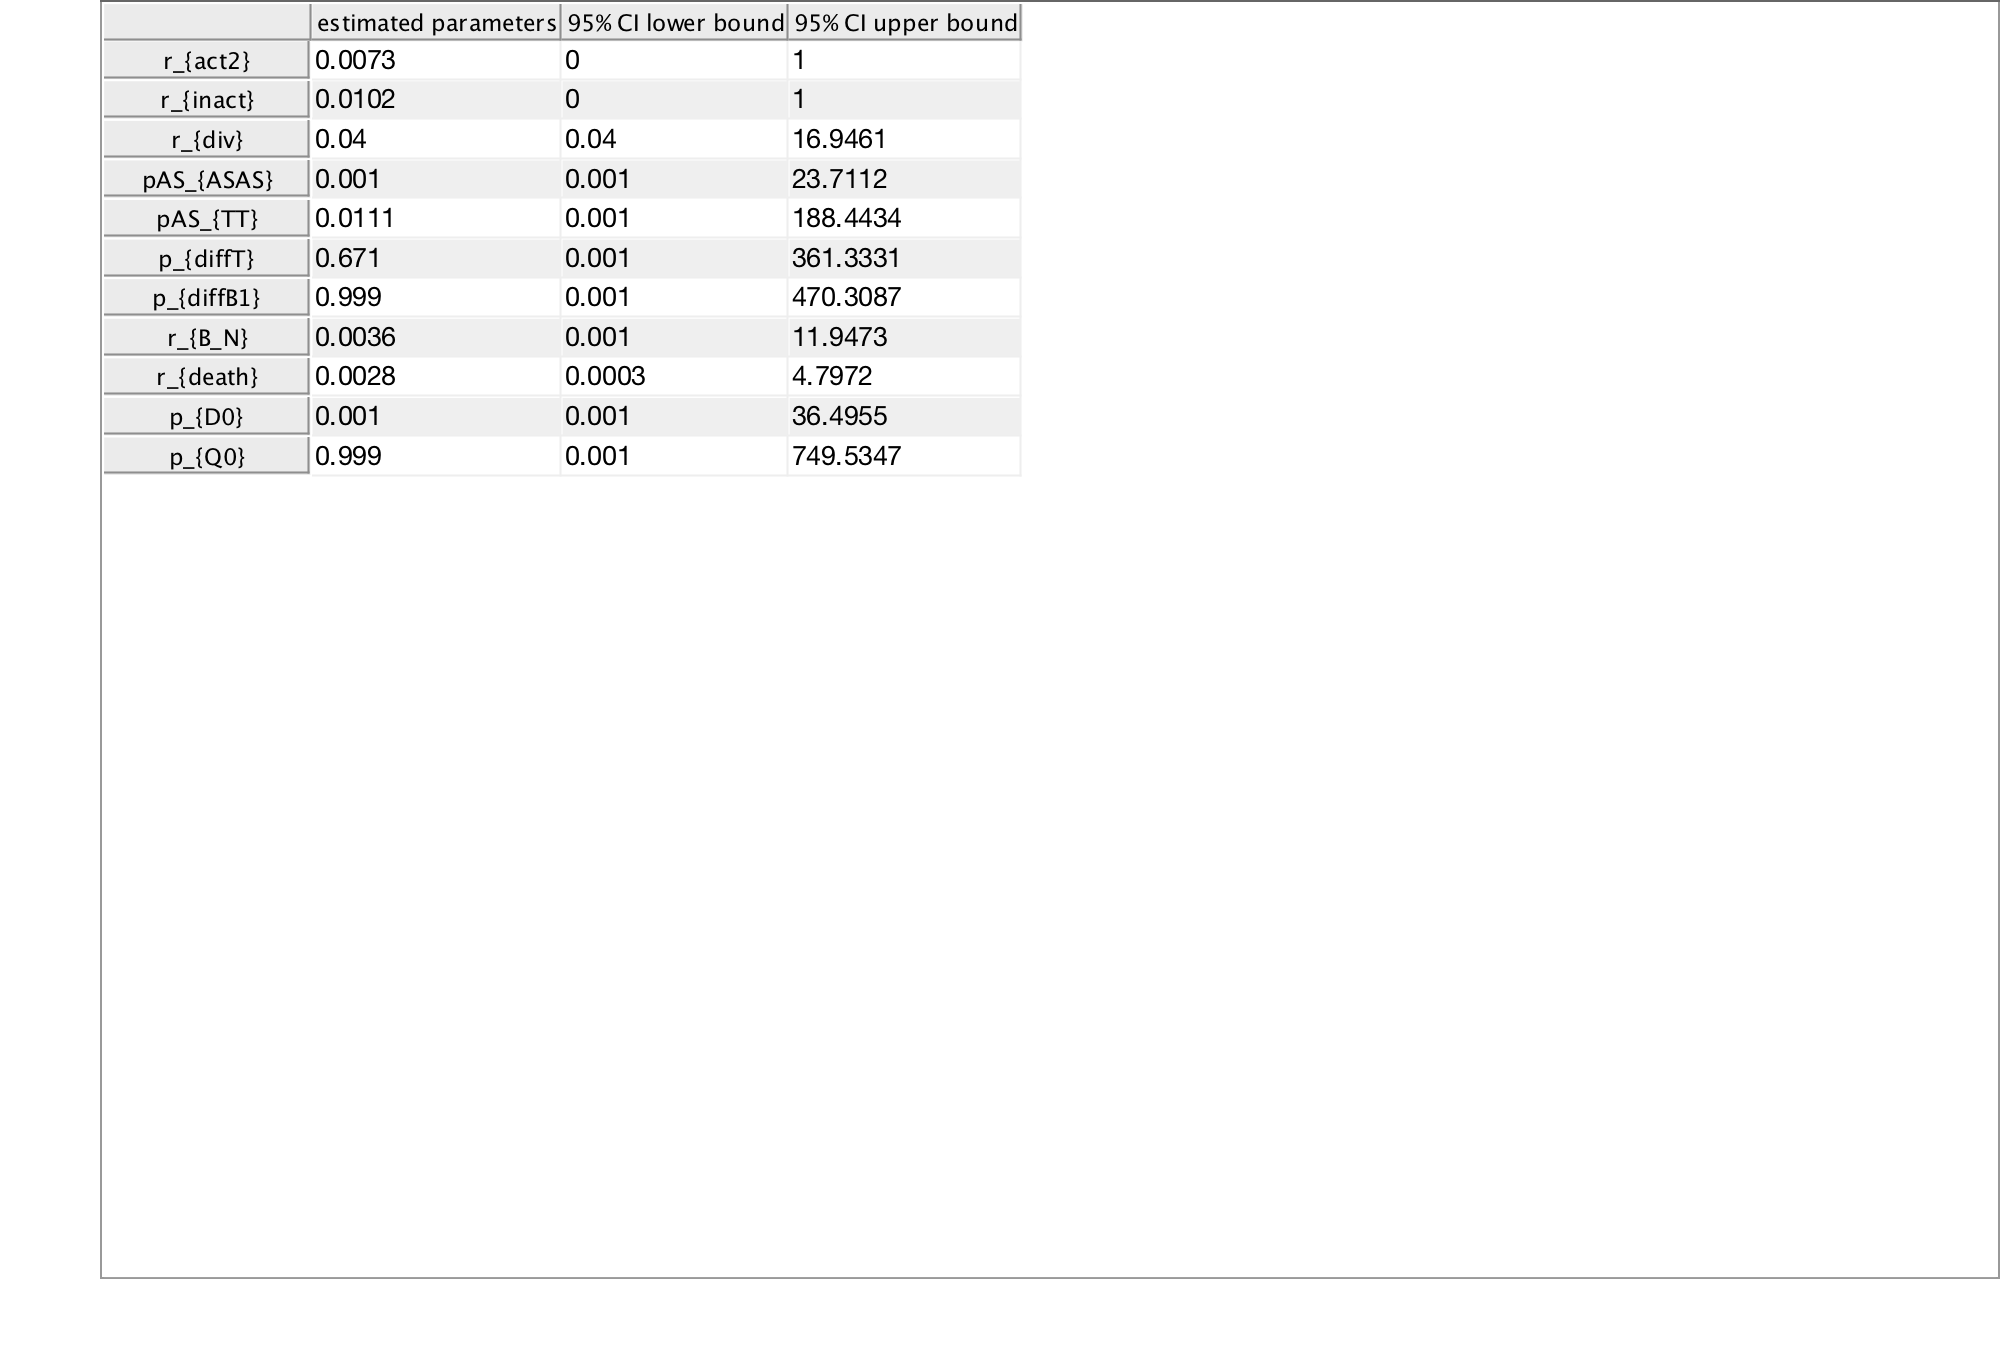 estimated parameters 95% CI lower bound 95% CI upper bound
r_{act2} 0.0073 0 1
r_{inact} 0.0102 0 1
r_{div} 0.04 0.04 16.9461
pAS_{ASAS} 0.001 0.001 23.7112
pAS_{TT} 0.0111 0.001 188.4434
p_{diffT} 0.671 0.001 361.3331
p_{diffB1} 0.999 0.001 470.3087
r_{B_N} 0.0036 0.001 11.9473
r_{death} 0.0028 0.0003 4.7972
p_{D0} 0.001 0.001 36.4955
p_{Q0} 0.999 0.001 749.5347